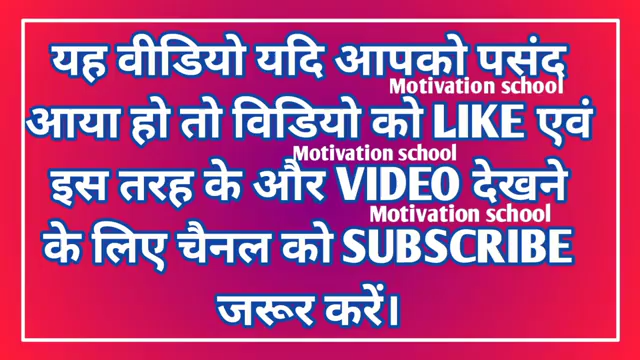 यह वीडियो यदि आपको पसंद
Motivation school
आया हो तो विडियो को LIKE एवं
Motivation school
इस तरह के और VIDEO देखने
Motivation school
के लिए चैनल को SUBSCRIBE
जरूर करें।